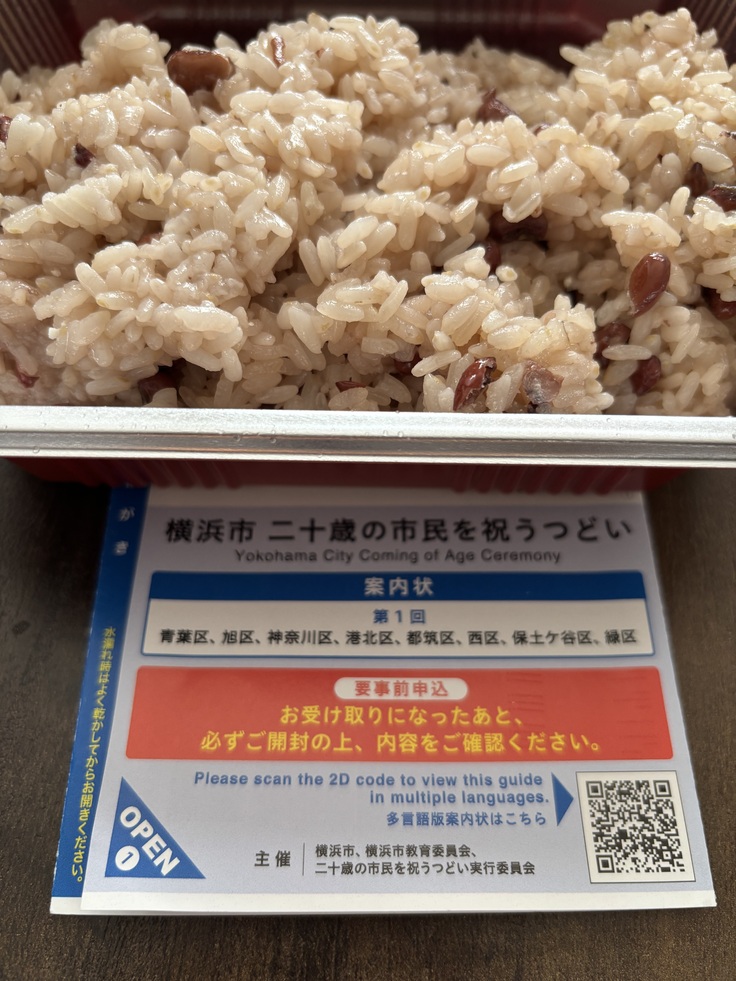 がき
横浜市 二十歳の市民を祝うつどい
Yokohama City Coming of Age Ceremony
案内状
第1回
青葉区、旭区、神奈川区、港北区、都筑区、西区、保土ケ谷区、緑区
要事前申込
お受け取りになったあと、
必ずご開封の上、内容をご確認ください。
Please scan the 2D code to view this guide
in multiple languages.
多言語版案内状はこちら
OPEN
1
主催
横浜市、横浜市教育委員会、
二十歳の市民を祝うつどい実行委員会
水濡れ時はよく乾かしてからお開きください。